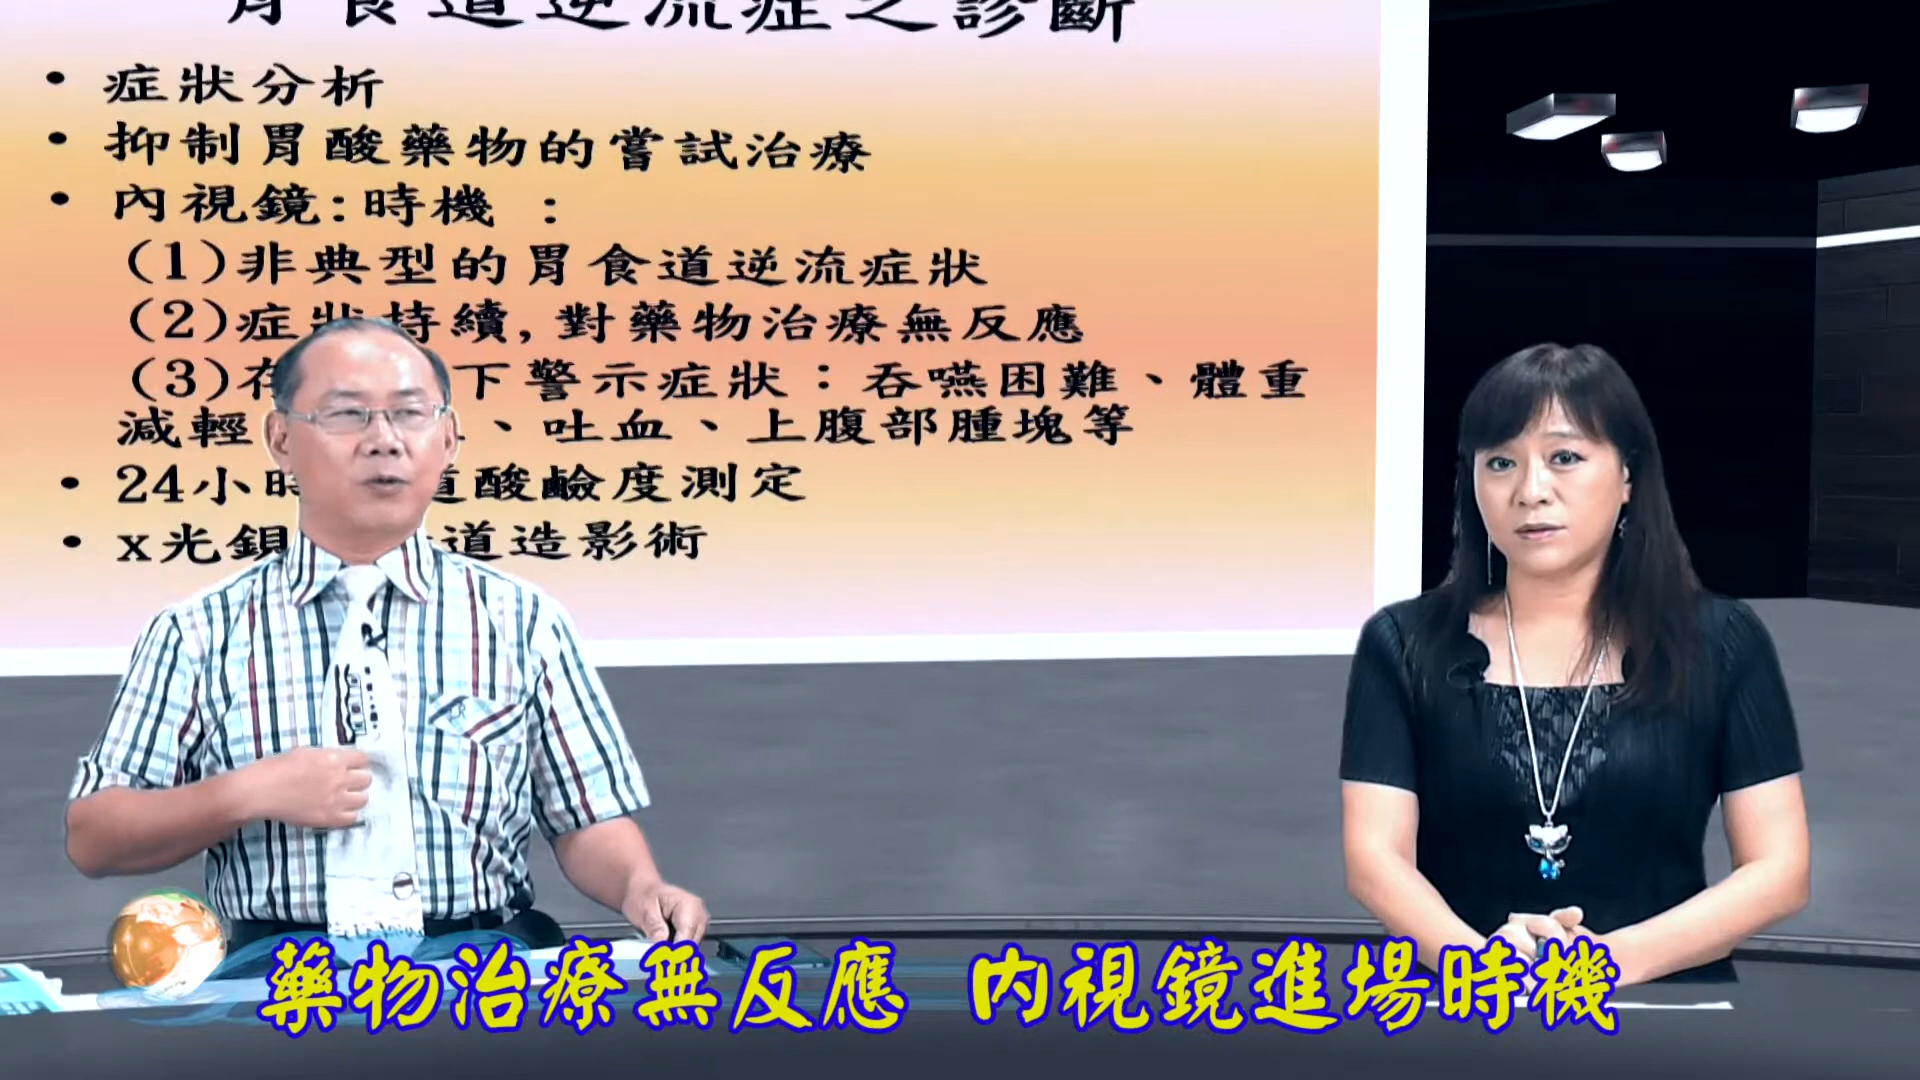 胃食道逆流症之診斷
• 症狀分析
• 抑制胃酸藥物的嘗試治療
• 內視鏡:時機 :
(1)非典型的胃食道逆流症狀
(2)症狀持續,對藥物治療無反應
(3)存 下警示症狀：吞嚥困難、體重
減輕 、吐血、上腹部腫塊等
• 24小時 道酸鹼度測定
• x光鋇 道造影術
藥物治療無反應 內視鏡進場時機